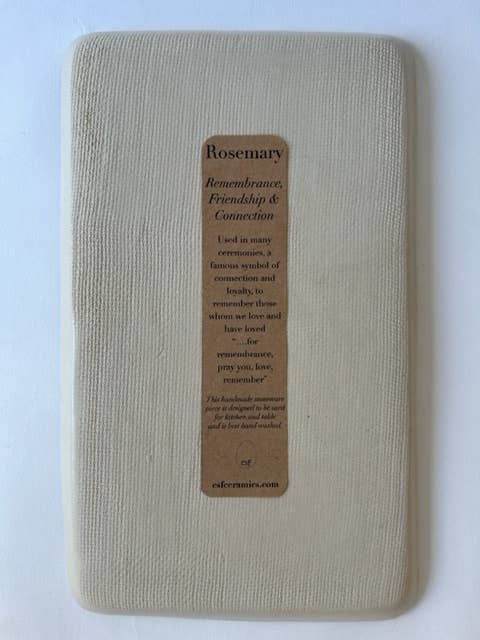 Rosemary
Remembrance,
Friendship &
Connection
Used in many
ceremonies, a
famous symbol of
connection and
loyalty, to
remember those
whom we love and
have loved
"....for
remembrance,
pray you, love,
remember"
This handmade stoneware
piece is designed to be used
for kitchen and table
and is best hand washed.
esf
esfceramics.com